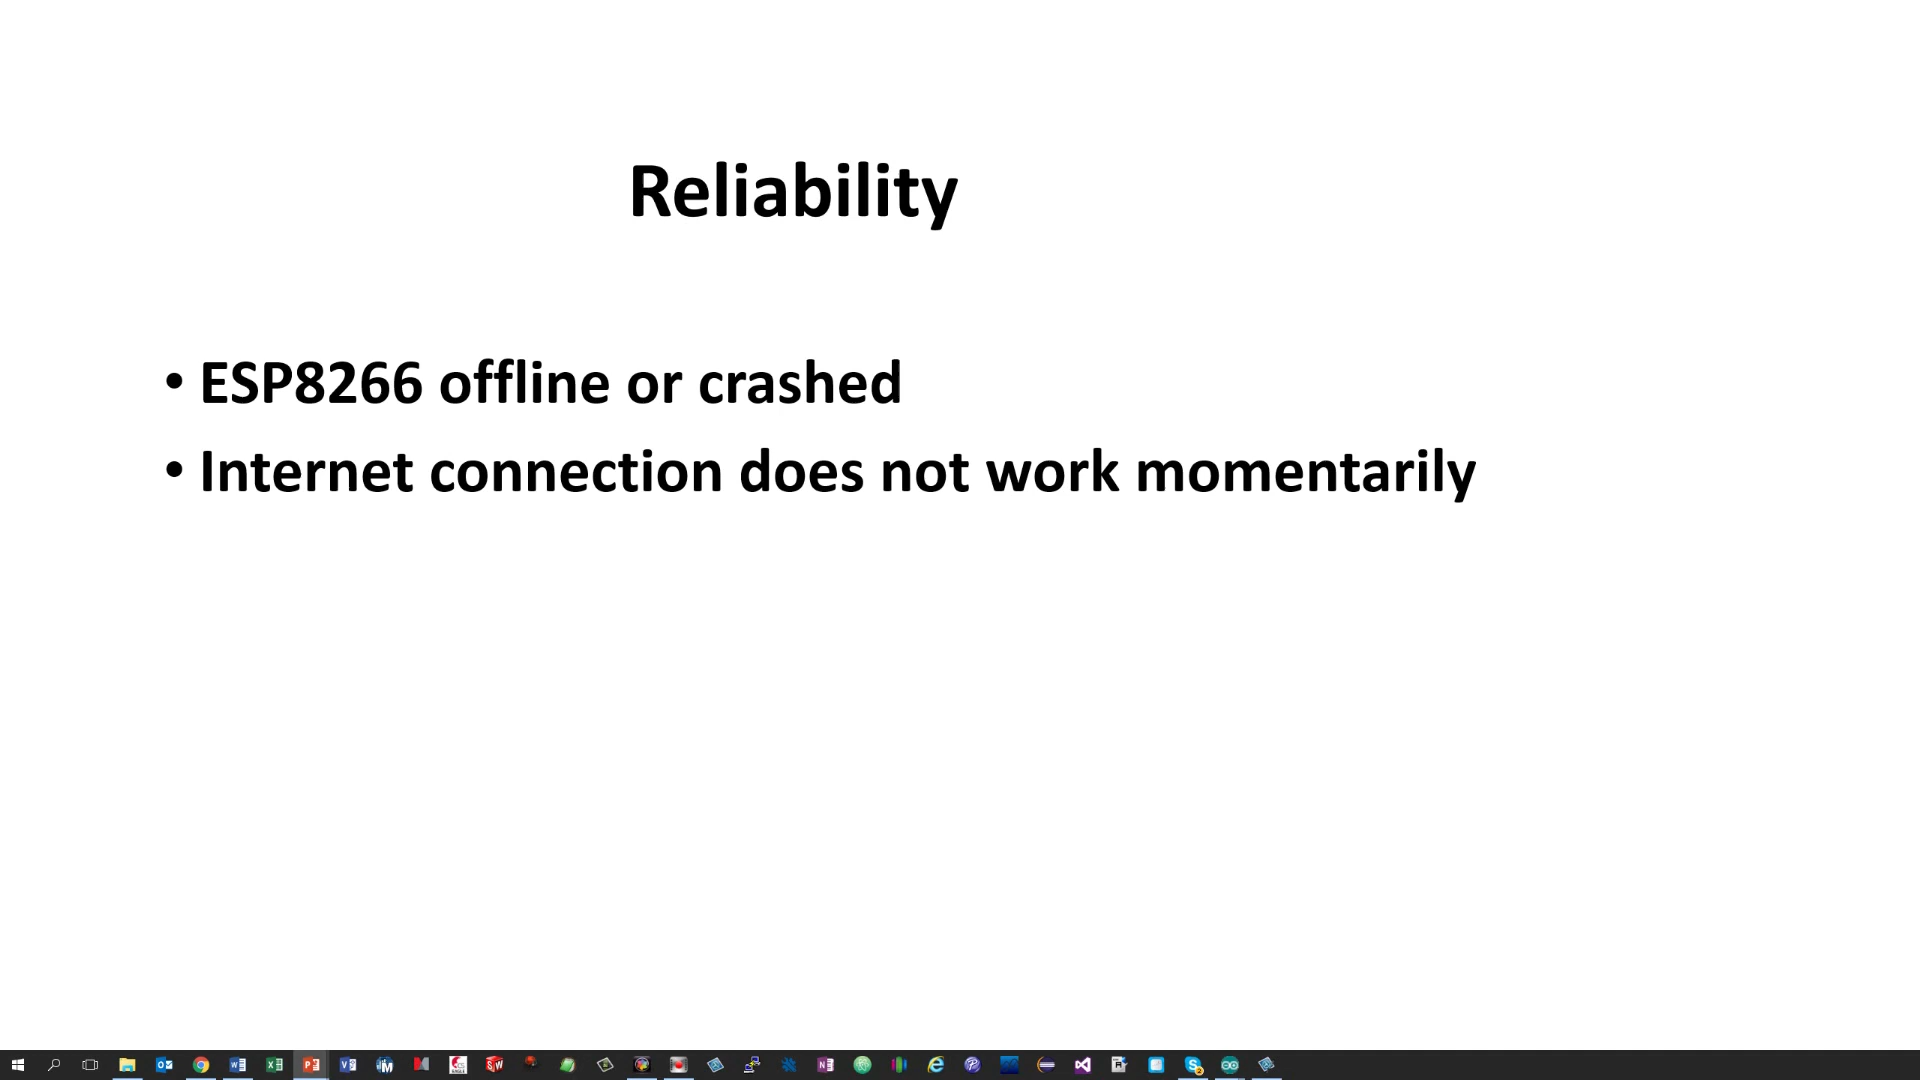 Reliability
• ESP8266 offline or crashed
• Internet connection does not work momentarily